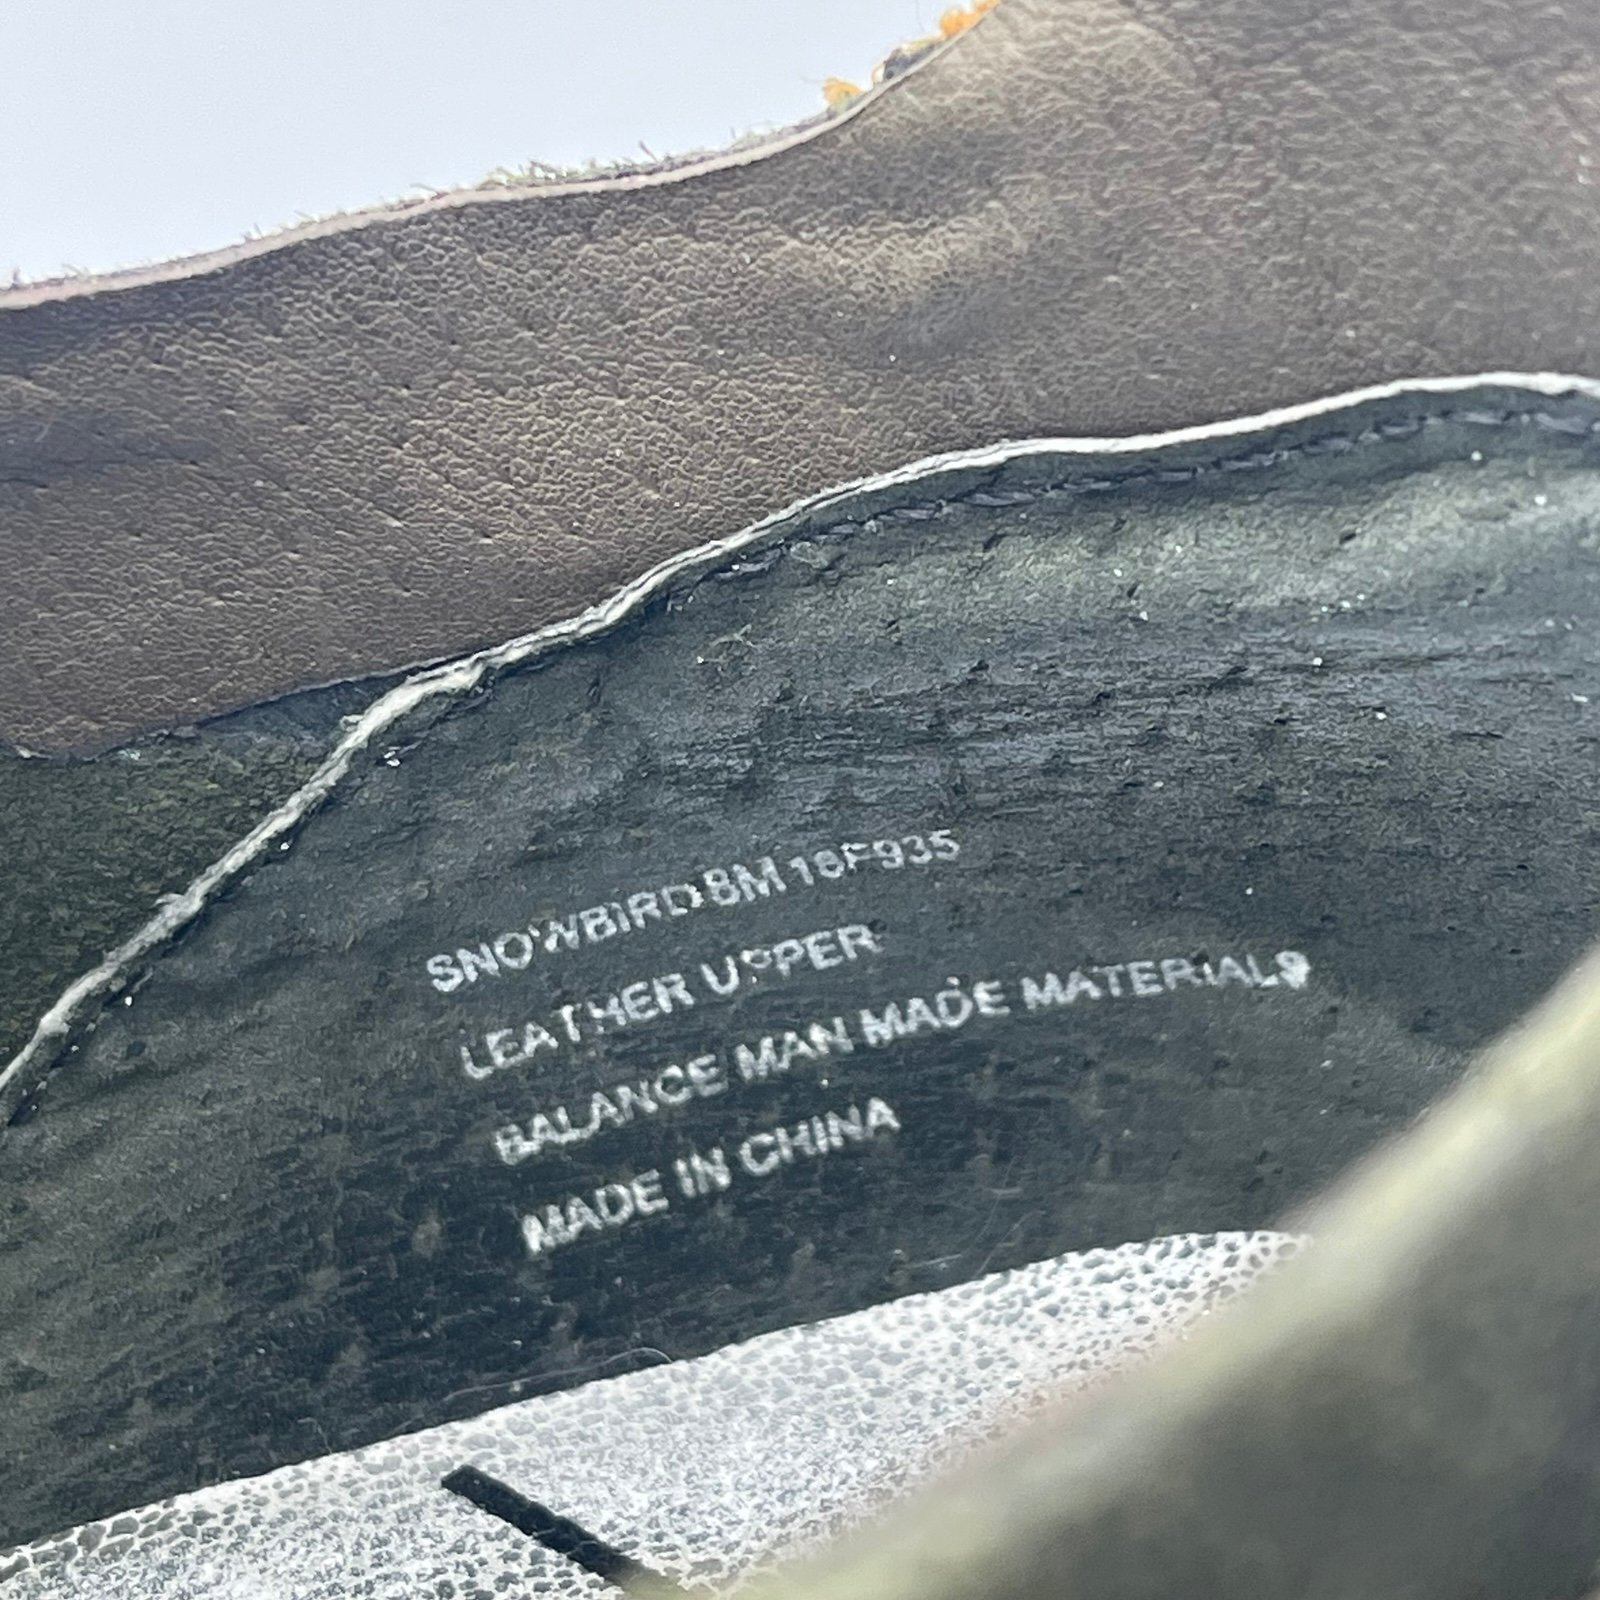 SNOWBIRD 8M 18F935
LEATHER UPPER
BALANCE MAN MADE MATERIALS
MADE IN CHINA